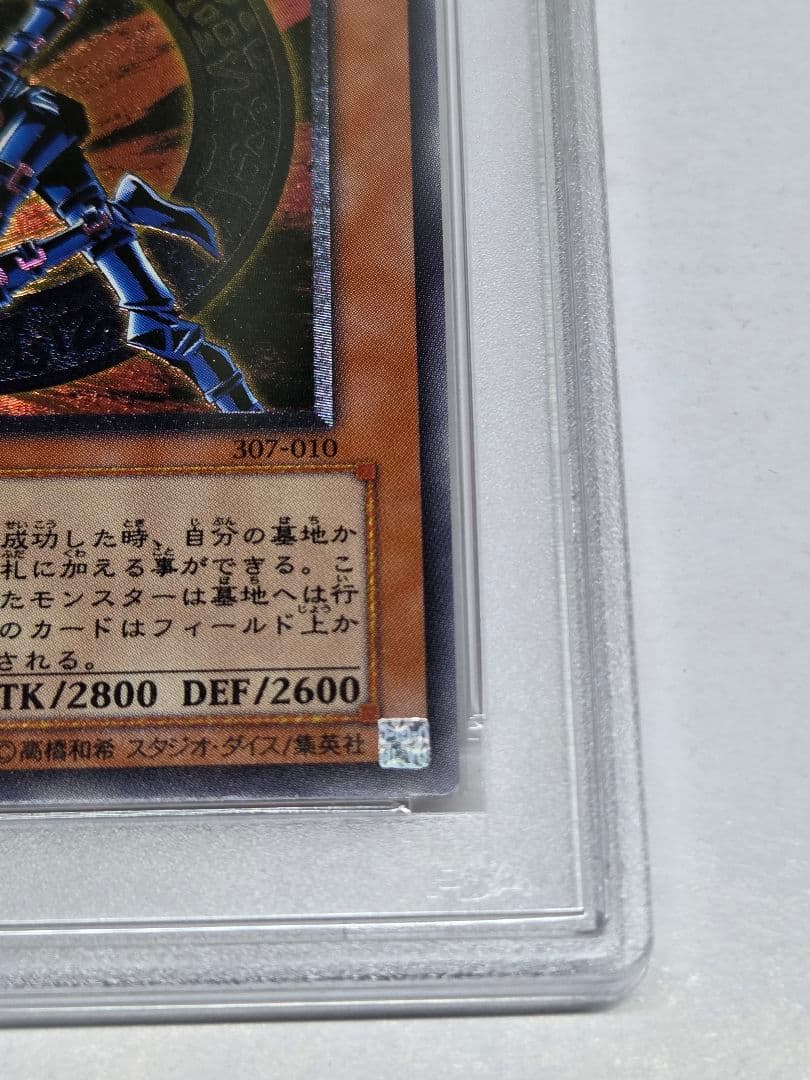 307-010
成功した時、自分の墓地か
札に加える事ができる。こ
たモンスターは墓地へは行
のカードはフィールド上か
される。
TK/2800 DEF/2600
©高橋和希 スタジオ・ダイス/集英社